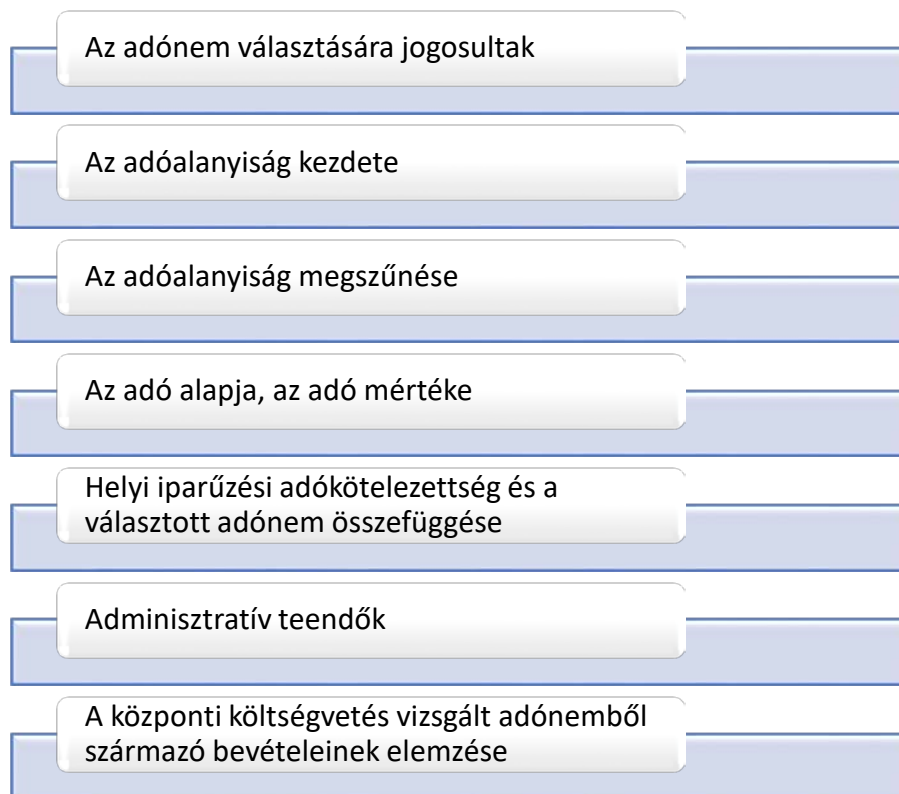 Az adónem választására jogosultak
Az adóalanyiság kezdete
Az adóalanyiság megszűnése
Az adó alapja, az adó mértéke
Helyi iparűzési adókötelezettség és a
választott adónem összefüggése
Adminisztratív teendők
A központi költségvetés vizsgált adónemből
származó bevételeinek elemzése